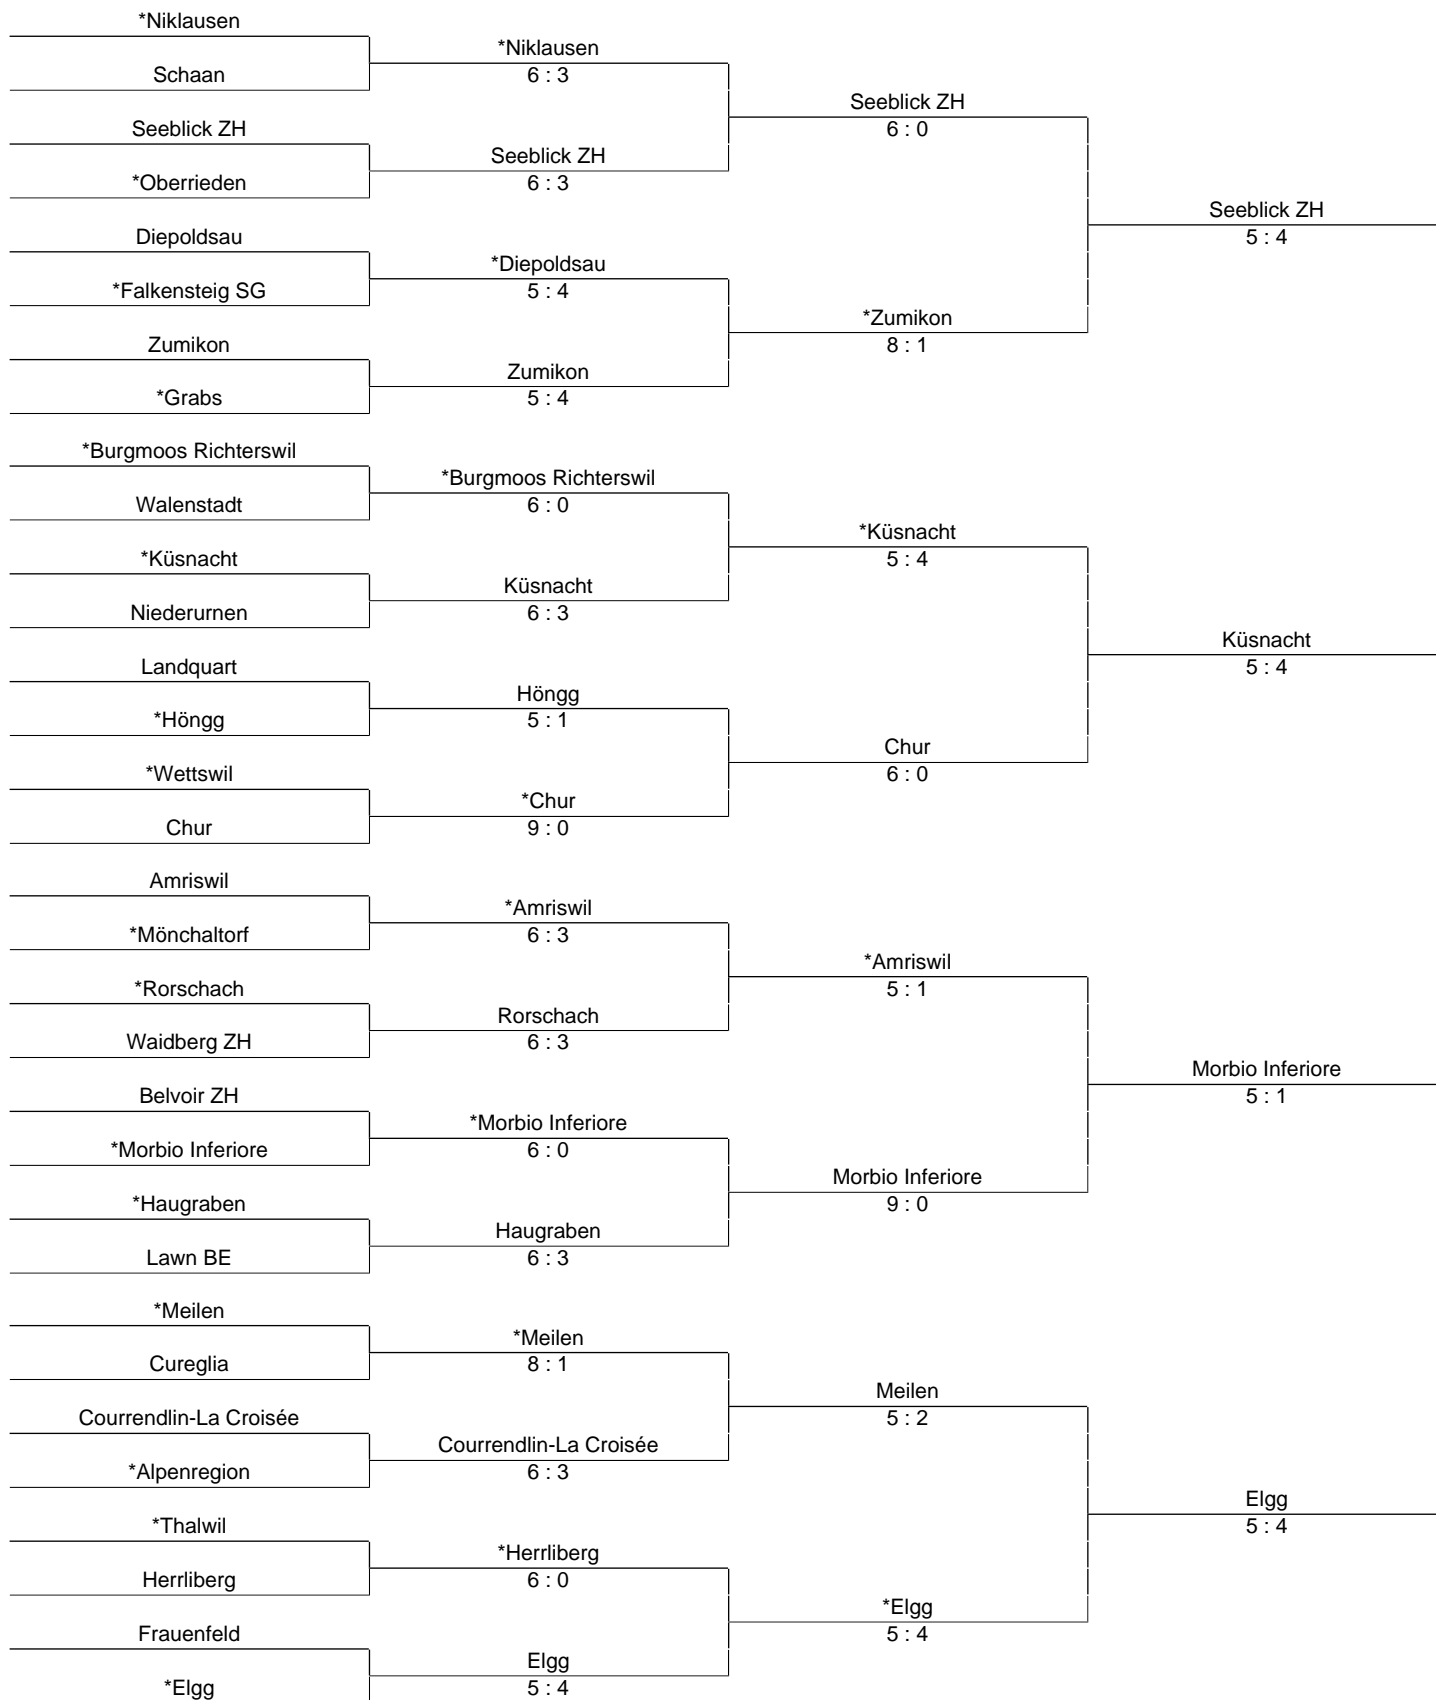 *Niklausen
Schaan
Seeblick ZH
*Oberrieden
Diepoldsau
*Falkensteig SG
Zumikon
*Grabs
*Burgmoos Richterswil
Walenstadt
*Küsnacht
Niederurnen
Landquart
*Höngg
*Wettswil
Chur
Amriswil
*Mönchaltorf
*Rorschach
Waidberg ZH
Belvoir ZH
*Morbio Inferiore
*Haugraben
Lawn BE
*Meilen
Cureglia
Courrendlin-La Croisée
*Alpenregion
*Thalwil
Herrliberg
Frauenfeld
*Elgg
*Niklausen
6 : 3
Seeblick ZH
6 : 3
*Diepoldsau
5 : 4
Zumikon
5 : 4
*Burgmoos Richterswil
6 : 0
Küsnacht
6 : 3
Höngg
5 : 1
*Chur
9 : 0
*Amriswil
6 : 3
Rorschach
6 : 3
*Morbio Inferiore
6 : 0
Haugraben
6 : 3
*Meilen
8 : 1
Courrendlin-La Croisée
6 : 3
*Herrliberg
6 : 0
Elgg
5 : 4
Seeblick ZH
6 : 0
*Zumikon
8 : 1
*Küsnacht
5 : 4
Chur
6 : 0
*Amriswil
5 : 1
Morbio Inferiore
9 : 0
Meilen
5 : 2
*Elgg
5 : 4
Seeblick ZH
5 : 4
Küsnacht
5 : 4
Morbio Inferiore
5 : 1
Elgg
5 : 4